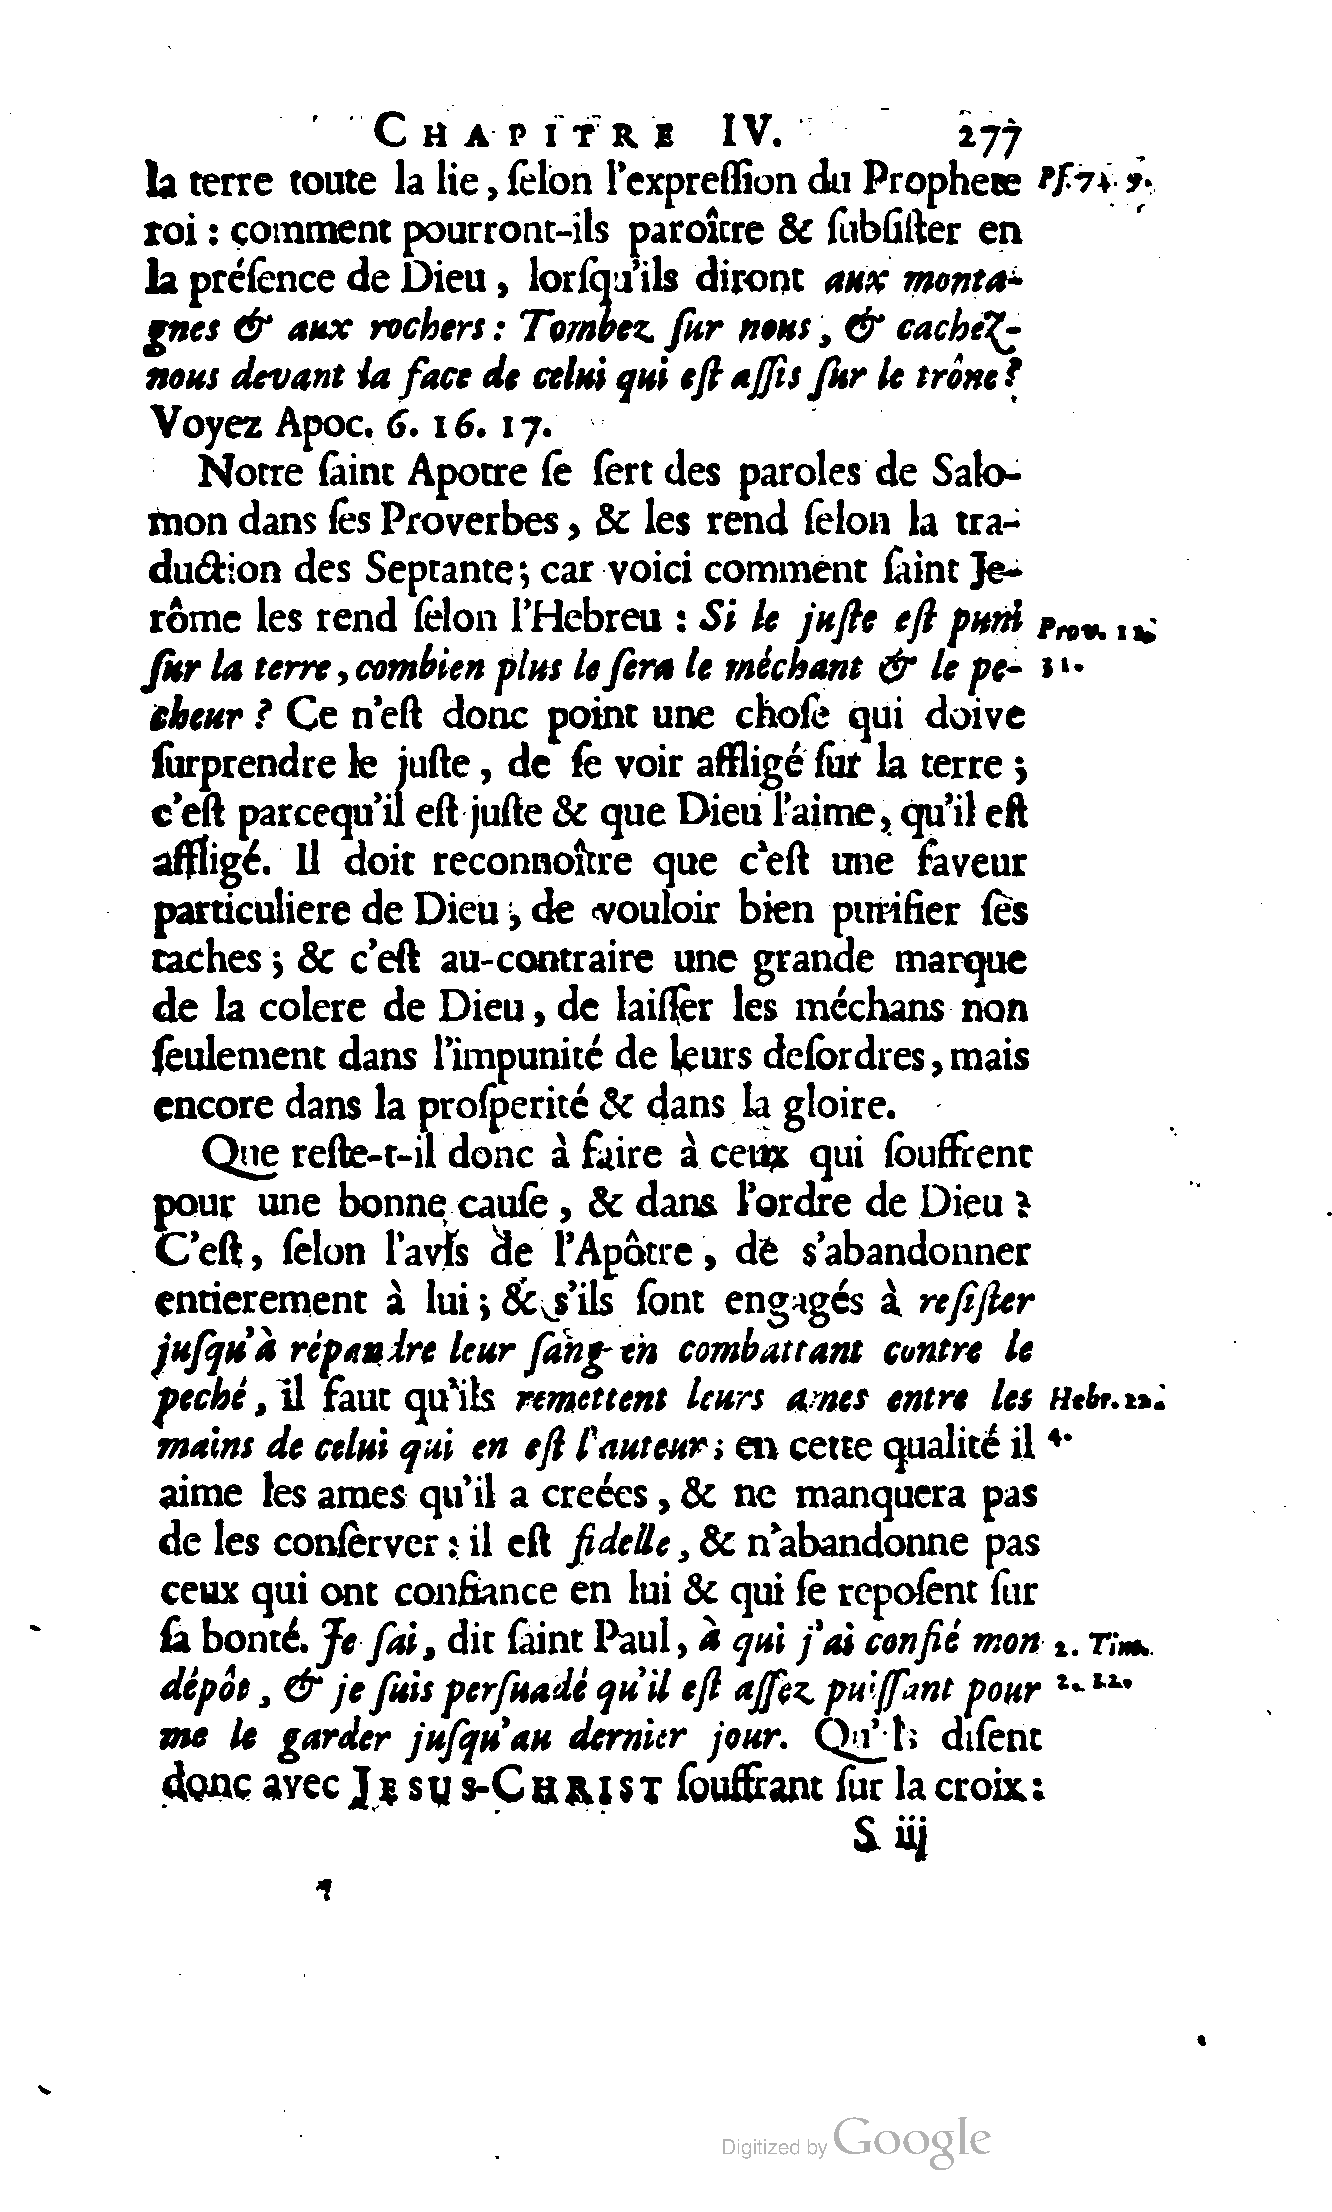 CHAPITRE IV. 277
la terre toute la lie, ſelon l'expreſſion du Prophete Pſ. 74. 9.
roi : comment pourront-ils paroître & ſubſiſter en
la préſence de Dieu, lorſqu'ils diront aux monta-
gnes & aux rochers : Tombez ſur nous, & cachez-
nous devant la face de celui qui eſt aſſis ſur le trône ?
Voyez Apoc. 6. 16. 17.
Notre ſaint Apotre ſe ſert des paroles de Salo-
mon dans ſes Proverbes, & les rend ſelon la tra-
duction des Septante; car voici comment ſaint Je-
rôme les rend ſelon l'Hebreu : Si le juſte eſt puni Prov.
ſur la terre, combien plus le ſera le méchant & le pe- 31.
cheur ? Ce n'eſt donc point une choſe qui doive
ſurprendre le juſte, de ſe voir affligé ſur la terre ;
c'eſt parcequ'il eſt juſte & que Dieu l'aime, qu'il eſt
affligé. Il doit reconnoître que c'eſt une faveur
particuliere de Dieu, de vouloir bien purifier ſes
taches ; & c'eſt au-contraire une grande marque
de la colere de Dieu, de laiſſer les méchans non
ſeulement dans l'impunité de leurs deſordres, mais
encore dans la proſperité & dans la gloire.
Que reſte-t-il donc à faire à ceux qui ſouffrent
pour une bonne cauſe, & dans l'ordre de Dieu ?
C'eſt, ſelon l'avis de l'Apôtre, de s'abandonner
entierement à lui ; & s'ils ſont engagés à reſiſter
juſqu'à répandre leur ſang en combattant contre le
peché, il faut qu'ils remettent leurs ames entre les Hebr. 12.
mains de celui qui en eſt l'auteur ; en cette qualité il 4.
aime les ames qu'il a creées, & ne manquera pas
de les conſerver : il eſt fidelle, & n'abandonne pas
ceux qui ont confiance en lui & qui ſe repoſent ſur
ſa bonté. Je ſai, dit ſaint Paul, à qui j'ai confié mon 2. Tim.
dépôt, & je ſuis perſuadé qu'il eſt aſſez puiſſant pour
me le garder juſqu'au dernier jour. Qu'ils diſent
donc avec JESUS-CHRIST ſouffrant ſur la croix :
S iij
Digitized by Google